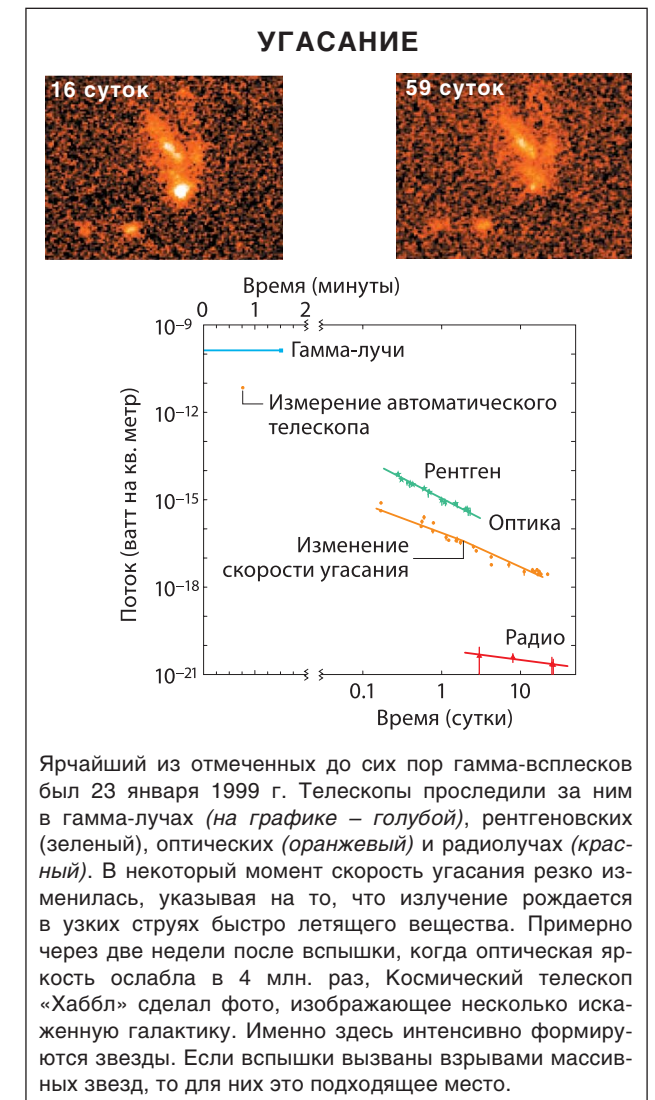 УГАСАНИЕ
16 суток
59 суток
Время (минуты)
0 1 2
10⁻⁹
Гамма-лучи
10⁻¹²
Измерение автоматического
телескопа
Поток (ватт на кв. метр)
Рентген
10⁻¹⁵
Оптика
Изменение
скорости угасания
10⁻¹⁸
Радио
10⁻²¹
0.1 1 10
Время (сутки)
Ярчайший из отмеченных до сих пор гамма-всплесков
был 23 января 1999 г. Телескопы проследили за ним
в гамма-лучах (на графике – голубой), рентгеновских
(зеленый), оптических (оранжевый) и радиолучах (крас-
ный). В некоторый момент скорость угасания резко из-
менилась, указывая на то, что излучение рождается
в узких струях быстро летящего вещества. Примерно
через две недели после вспышки, когда оптическая яр-
кость ослабла в 4 млн. раз, Космический телескоп
«Хаббл» сделал фото, изображающее несколько иска-
женную галактику. Именно здесь интенсивно формиру-
ются звезды. Если вспышки вызваны взрывами массив-
ных звезд, то для них это подходящее место.